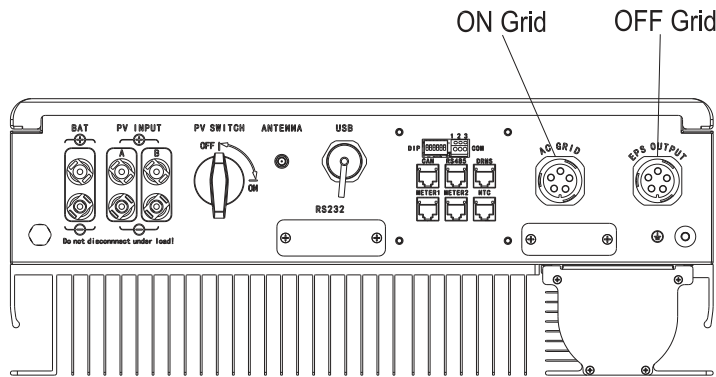 ON Grid
OFF Grid
BAT
PV INPUT
A
B
PV SWITCH
OFF
ON
ANTENNA
USB
RS232
1 2 3
DIP
COM
CAN
RS485
DRMS
METER1
METER2
NTC
AC GRID
EPS OUTPUT
Do not disconnnect under load!